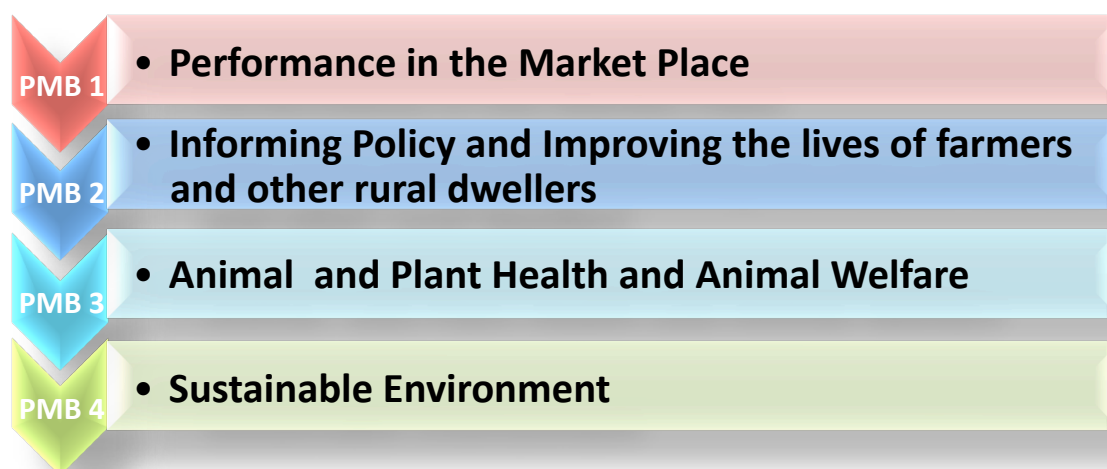 PMB 1
• Performance in the Market Place
PMB 2
• Informing Policy and Improving the lives of farmers
and other rural dwellers
PMB 3
• Animal  and Plant Health and Animal Welfare
PMB 4
• Sustainable Environment